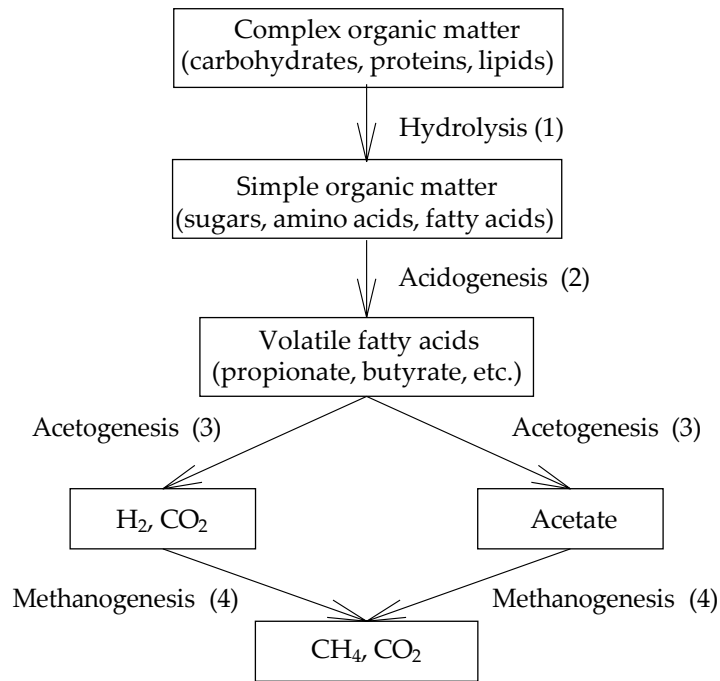 Complex organic matter
(carbohydrates, proteins, lipids)
Hydrolysis (1)
Simple organic matter
(sugars, amino acids, fatty acids)
Acidogenesis (2)
Volatile fatty acids
(propionate, butyrate, etc.)
Acetogenesis (3)
Acetogenesis (3)
H₂, CO₂
Acetate
Methanogenesis (4)
Methanogenesis (4)
CH₄, CO₂